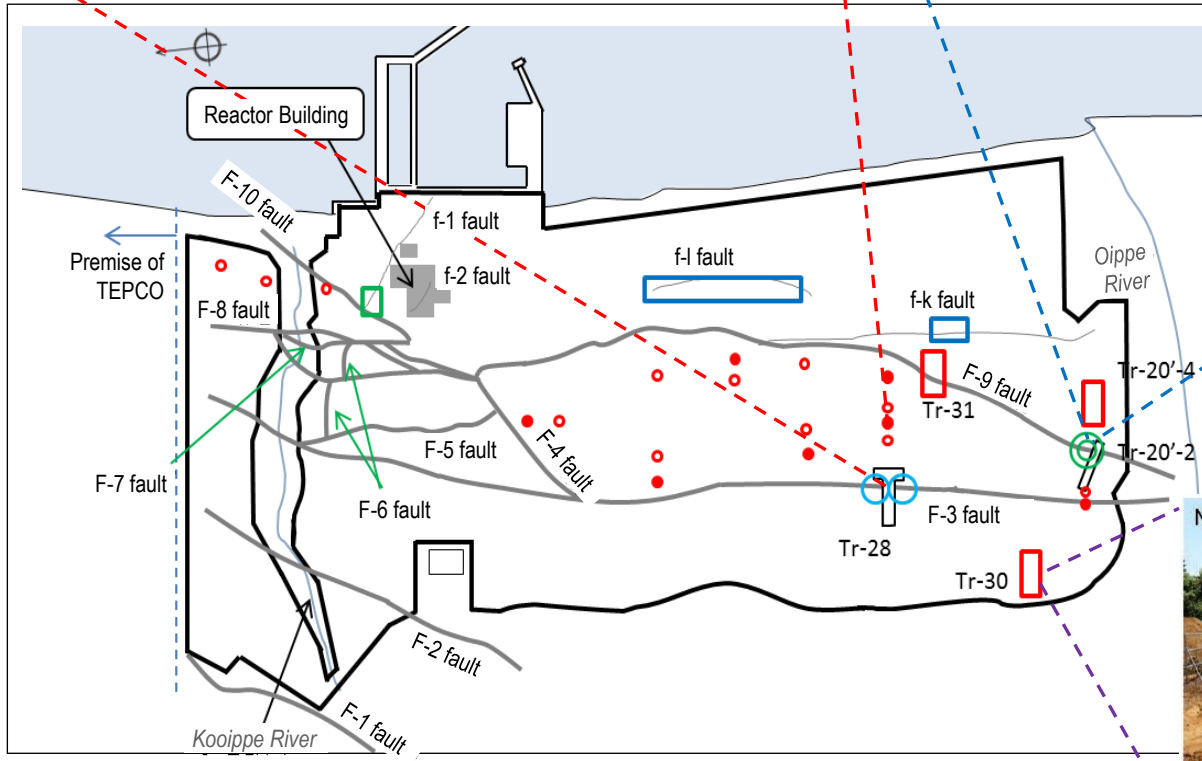 Reactor Building
F-10 fault
f-1 fault
Premise of
TEPCO
f-2 fault
f-l fault
Oippe
River
f-k fault
F-8 fault
Tr-20'-4
F-9 fault
Tr-31
F-4 fault
F-5 fault
Tr-20'-2
F-7 fault
F-6 fault
F-3 fault
Tr-28
N
Tr-30
F-2 fault
F-1 fault
Kooippe River